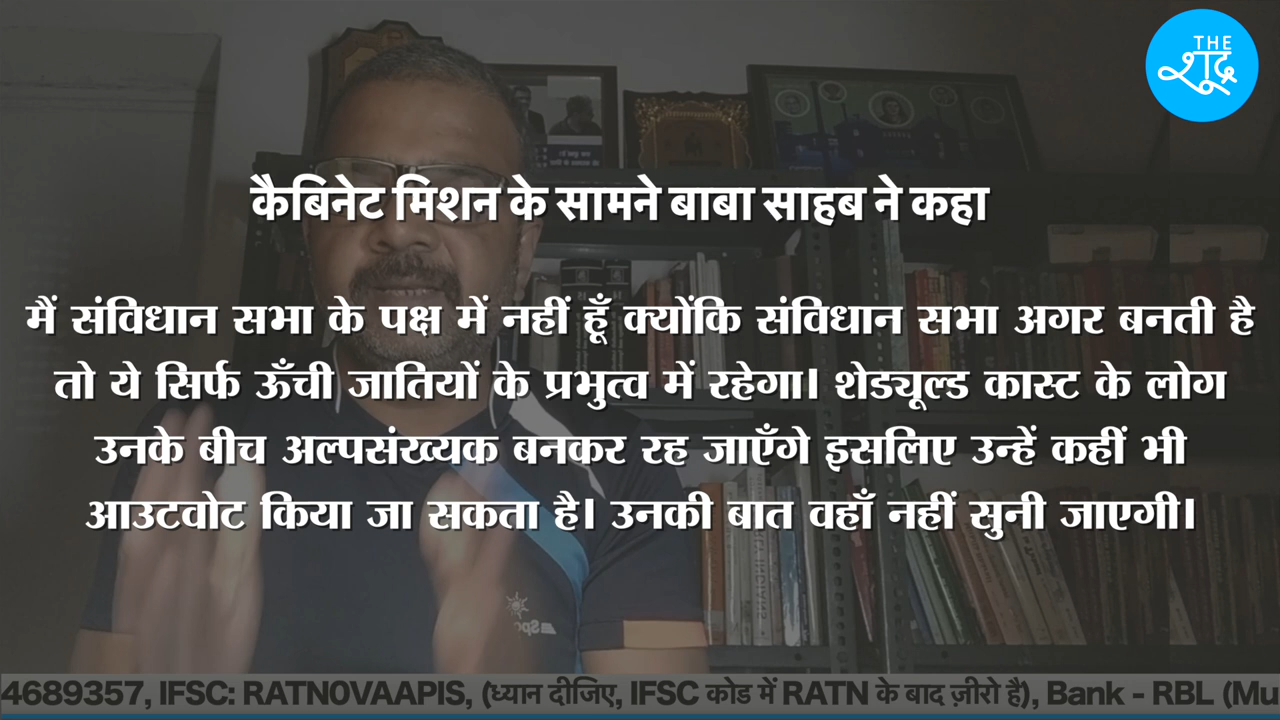 THE
शूद्र
कैबिनेट मिशन के सामने बाबा साहब ने कहा
मैं संविधान सभा के पक्ष में नहीं हूँ क्योंकि संविधान सभा अगर बनती है
तो ये सिर्फ ऊँची जातियों के प्रभुत्व में रहेगा। शेड्यूल्ड कास्ट के लोग
उनके बीच अल्पसंख्यक बनकर रह जाएँगे इसलिए उन्हें कहीं भी
आउटवोट किया जा सकता है। उनकी बात वहाँ नहीं सुनी जाएगी।
4689357, IFSC: RATN0VAAPIS, (ध्यान दीजिए, IFSC कोड में RATN के बाद ज़ीरो है), Bank - RBL (Mu